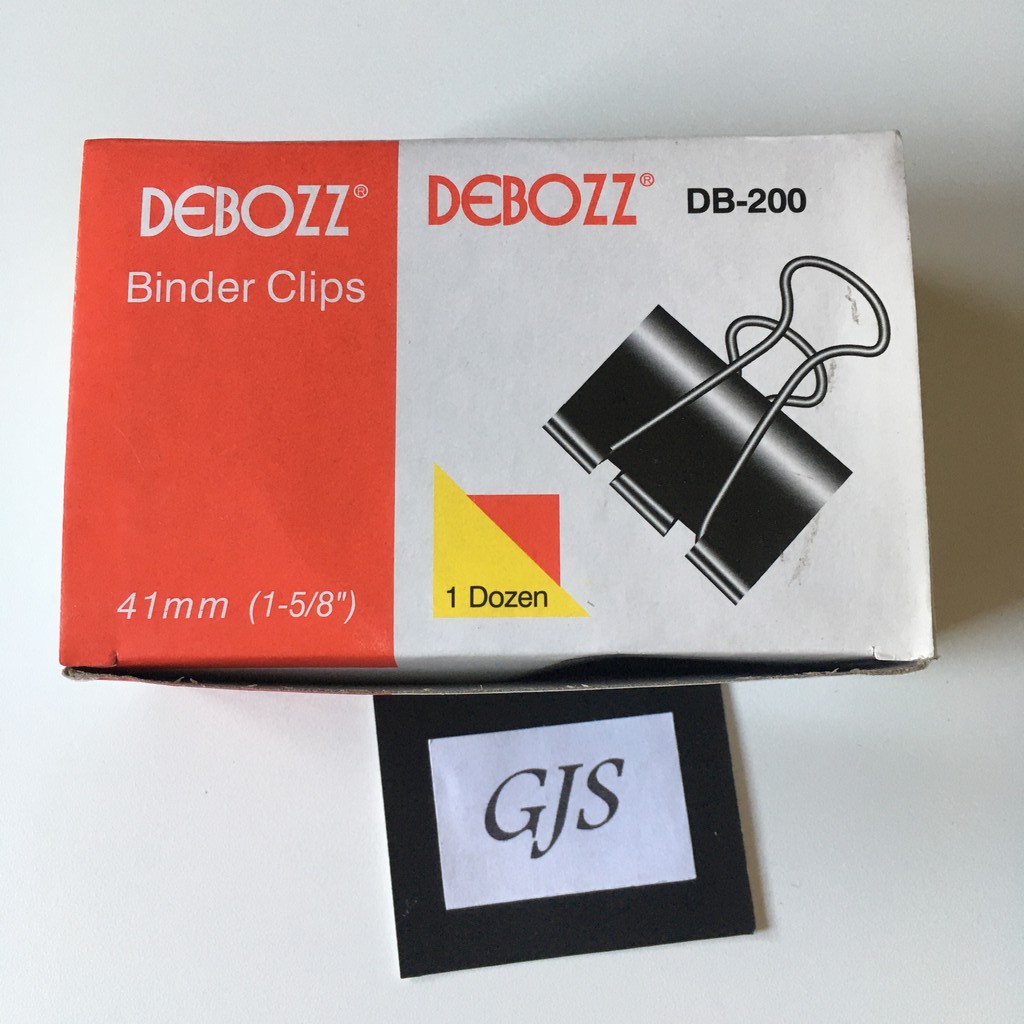 DEBOZZ®
Binder Clips
41mm (1-5/8")
DEBOZZ® DB-200
1 Dozen
GJS